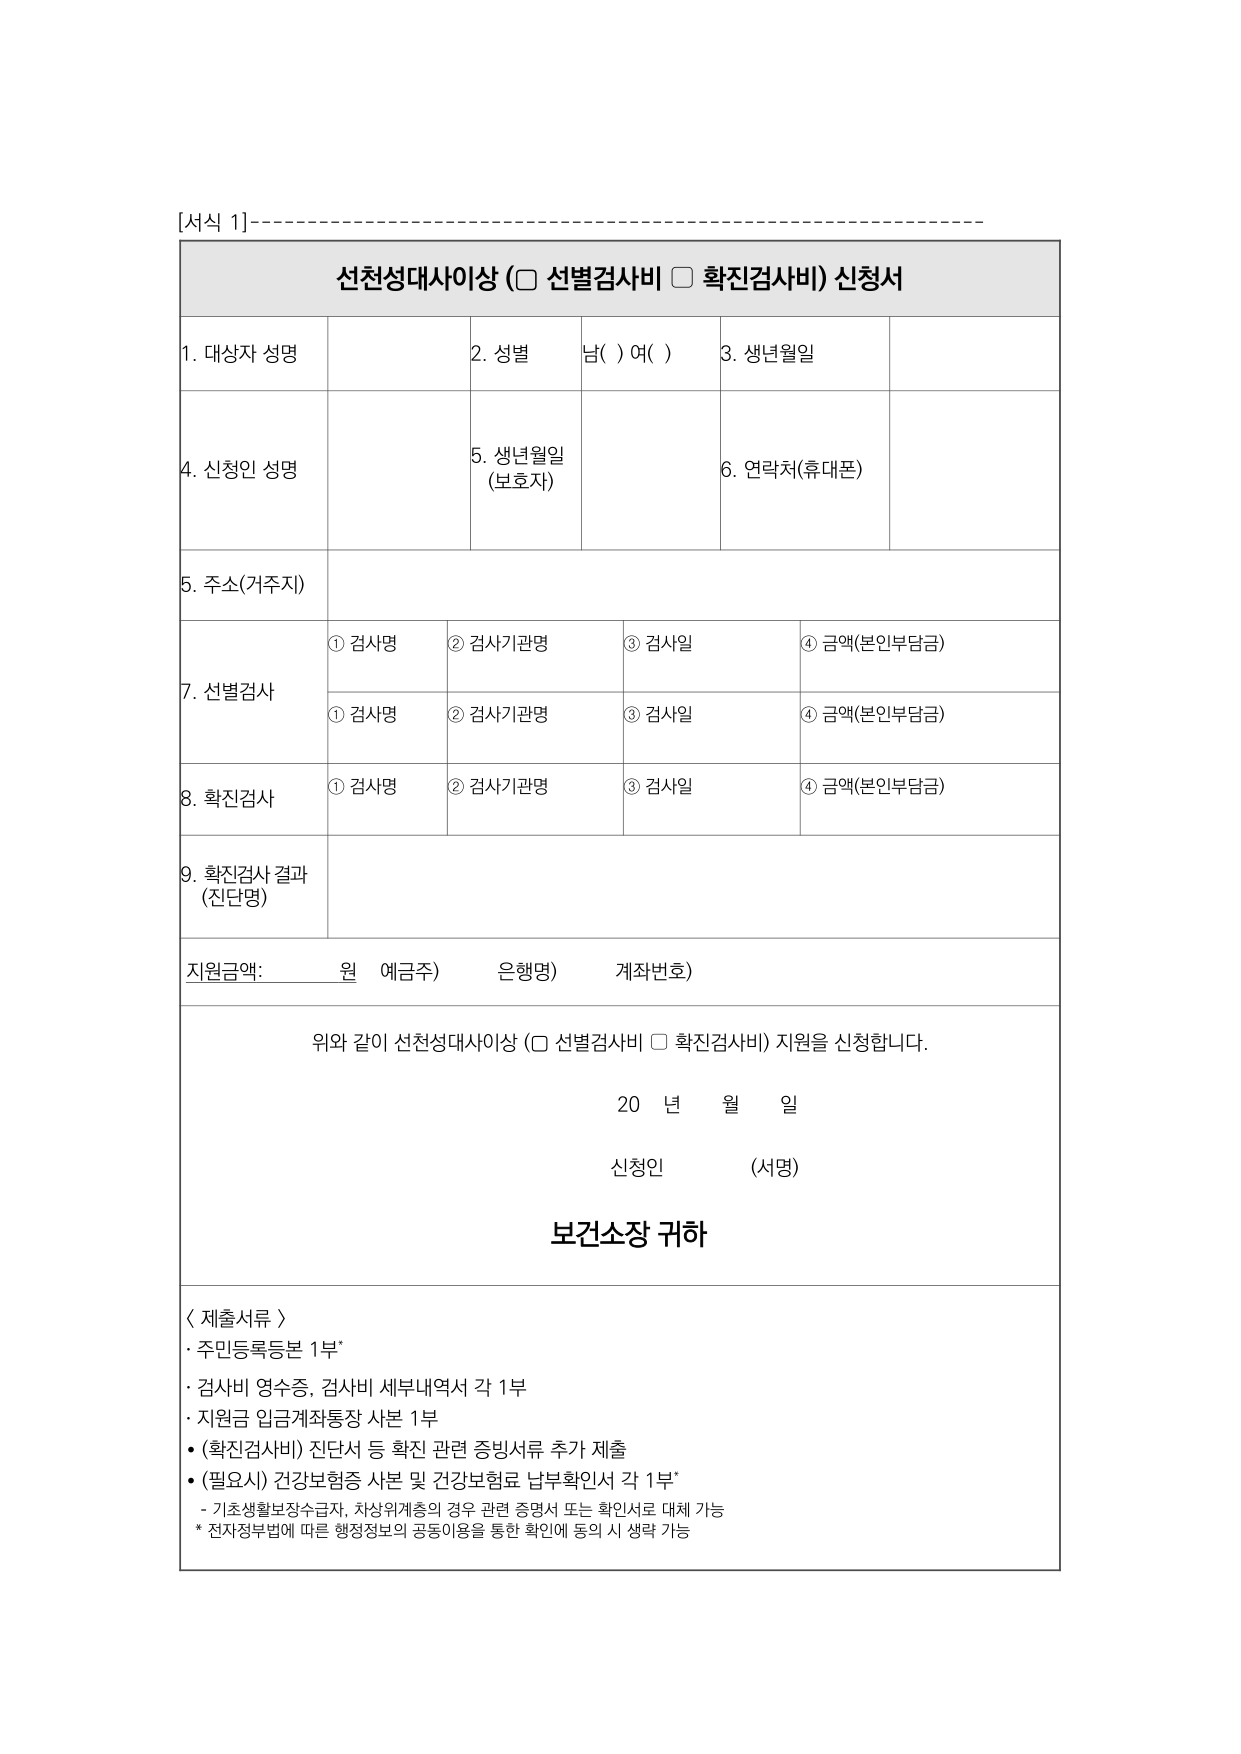 [서식 1]----------------------------------------------------------------
선천성대사이상 (▢ 선별검사비 ▢ 확진검사비) 신청서
1. 대상자 성명 2. 성별 남( ) 여( ) 3. 생년월일
4. 신청인 성명 5. 생년월일 (보호자) 6. 연락처(휴대폰)
5. 주소(거주지)
7. 선별검사
① 검사명 ② 검사기관명 ③ 검사일 ④ 금액(본인부담금)
① 검사명 ② 검사기관명 ③ 검사일 ④ 금액(본인부담금)
8. 확진검사 ① 검사명 ② 검사기관명 ③ 검사일 ④ 금액(본인부담금)
9. 확진검사 결과
(진단명)
지원금액: 원 예금주) 은행명) 계좌번호)
위와 같이 선천성대사이상 (▢ 선별검사비 ▢ 확진검사비) 지원을 신청합니다.
20 년 월 일
신청인 (서명)
보건소장 귀하
〈 제출서류 〉
· 주민등록등본 1부*
· 검사비 영수증, 검사비 세부내역서 각 1부
· 지원금 입금계좌통장 사본 1부
• (확진검사비) 진단서 등 확진 관련 증빙서류 추가 제출
• (필요시) 건강보험증 사본 및 건강보험료 납부확인서 각 1부*
- 기초생활보장수급자, 차상위계층의 경우 관련 증명서 또는 확인서로 대체 가능
* 전자정부법에 따른 행정정보의 공동이용을 통한 확인에 동의 시 생략 가능